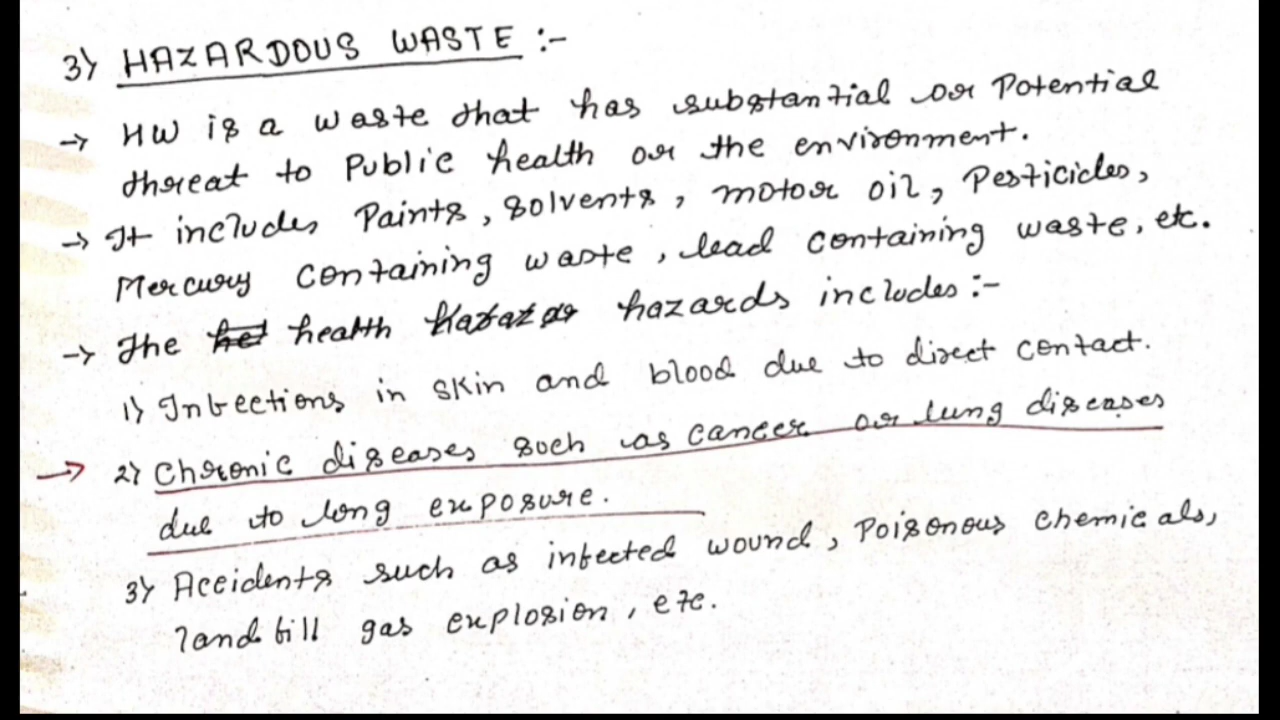 3) HAZARDOUS WASTE :-
→ HW is a waste that has substantial or Potential
threat to Public health or the environment.
→ It includes Paints, solvents, motor oil, Pesticides,
Mercury containing waste, lead containing waste, etc.
→ The health hazards includes :-
1) Infections in skin and blood due to direct contact.
→ 2) Chronic diseases such as cancer or lung diseases
due to long exposure.
3) Accidents such as infected wound, Poisonous chemicals,
landfill gas explosion, etc.